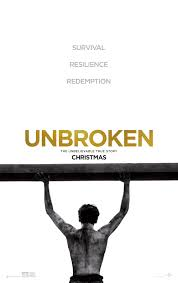 SURVIVAL
RESILIENCE
REDEMPTION
UNBROKEN
THE UNBELIEVABLE TRUE STORY
CHRISTMAS